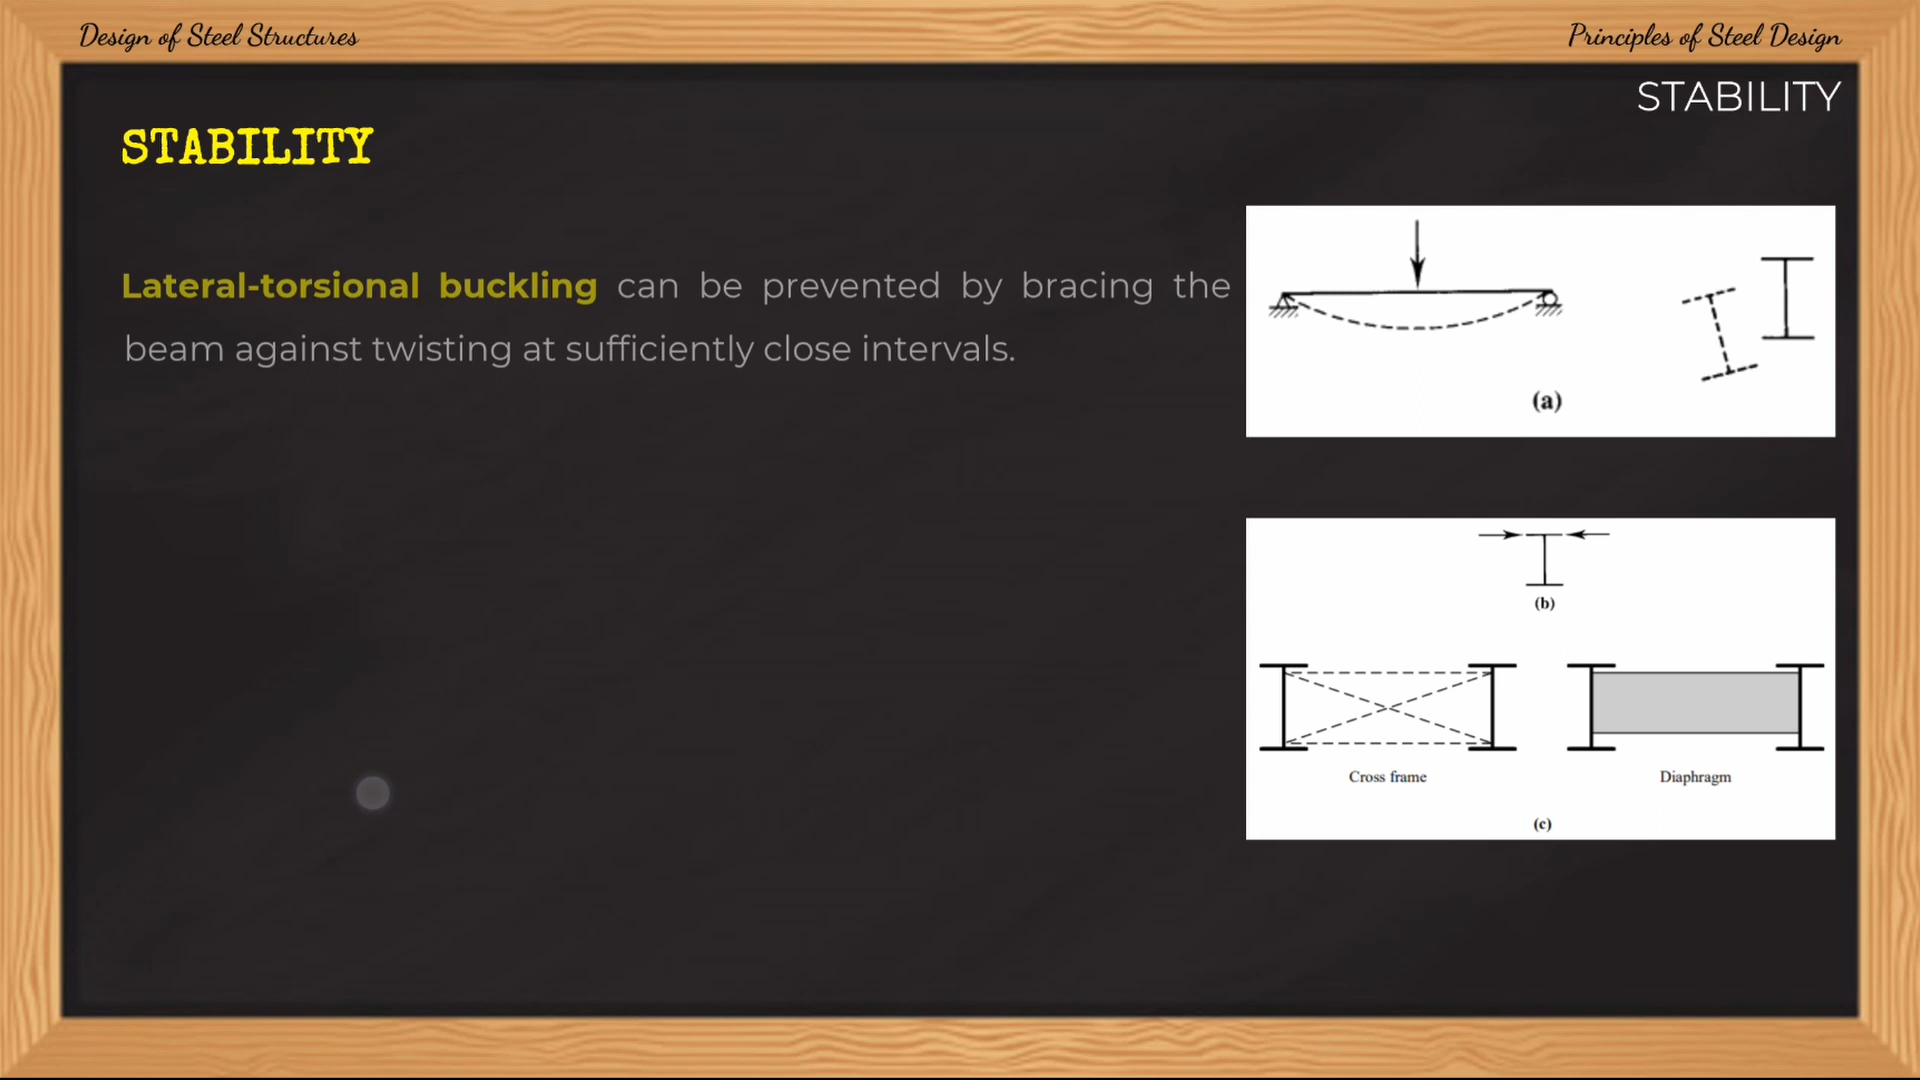 Design of Steel Structures
Principles of Steel Design
STABILITY
STABILITY
Lateral-torsional buckling can be prevented by bracing the
beam against twisting at sufficiently close intervals.
(a)
(b)
Cross frame
Diaphragm
(c)